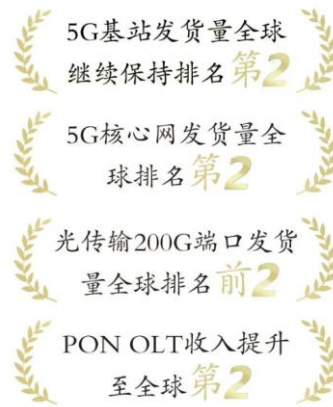 5G基站发货量全球
继续保持排名第2
5G核心网发货量全
球排名第2
光传输200G端口发货
量全球排名前2
PON OLT收入提升
至全球第2